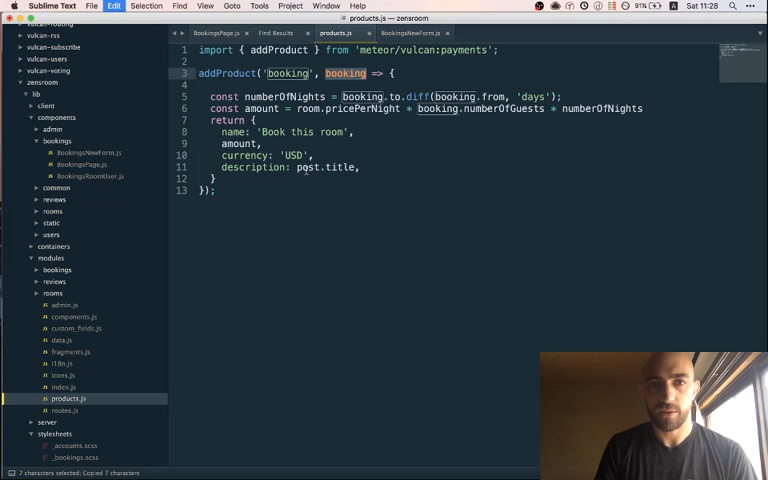 Sublime Text File Edit Selection Find View Goto Tools Project Window Help 91% A Sat 11:28
products.js — zensroom
vulcan-routing
vulcan-rss
vulcan-subscribe
vulcan-users
vulcan-voting
zensroom
lib
client
components
admin
bookings
BookingsNewForm.js
BookingsPage.js
BookingsRoomUser.js
common
reviews
rooms
static
users
containers
modules
bookings
reviews
rooms
admin.js
components.js
custom_fields.js
data.js
fragments.js
i18n.js
icons.js
index.js
products.js
routes.js
server
stylesheets
_accounts.scss
_bookings.scss
BookingsPage.js × Find Results × products.js BookingsNewForm.js ×
1 import { addProduct } from 'meteor/vulcan:payments';
2
3 addProduct('booking', booking => {
4
5 const numberOfNights = booking.to.diff(booking.from, 'days');
6 const amount = room.pricePerNight * booking.numberOfGuests * numberOfNights
7 return {
8 name: 'Book this room',
9 amount,
10 currency: 'USD',
11 description: post.title,
12 }
13 });
7 characters selected; Copied 7 characters